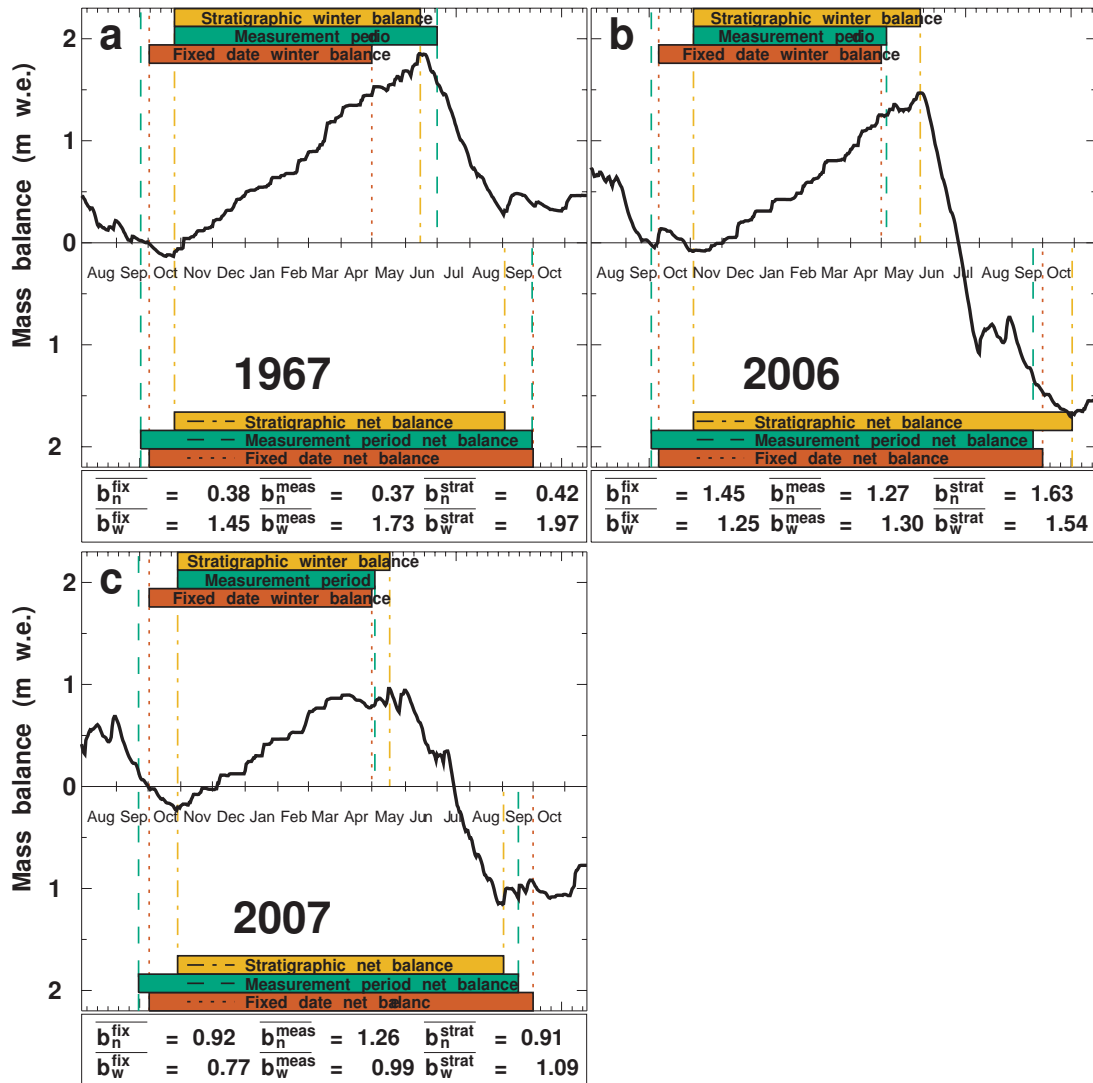 a
Stratigraphic winter balance
Measurement perdio
Fixed date winter balance
Mass balance (m w.e.)
2
1
0
1
2
Aug Sep Oct Nov Dec Jan Feb Mar Apr May Jun Jul Aug Sep Oct
1967
Stratigraphic net balance
Measurement period net balance
Fixed date net balance
b_n^fix = 0.38 b_n^meas = 0.37 b_n^strat = 0.42
b_w^fix = 1.45 b_w^meas = 1.73 b_w^strat = 1.97
b
Stratigraphic winter balance
Measurement perdio
Fixed date winter balance
Aug Sep Oct Nov Dec Jan Feb Mar Apr May Jun Jul Aug Sep Oct
2006
Stratigraphic net balance
Measurement period net balance
Fixed date net balance
b_n^fix = 1.45 b_n^meas = 1.27 b_n^strat = 1.63
b_w^fix = 1.25 b_w^meas = 1.30 b_w^strat = 1.54
c
Stratigraphic winter balance
Measurement period
Fixed date winter balance
Mass balance (m w.e.)
2
1
0
1
2
Aug Sep Oct Nov Dec Jan Feb Mar Apr May Jun Jul Aug Sep Oct
2007
Stratigraphic net balance
Measurement period net balance
Fixed date net balanc
b_n^fix = 0.92 b_n^meas = 1.26 b_n^strat = 0.91
b_w^fix = 0.77 b_w^meas = 0.99 b_w^strat = 1.09